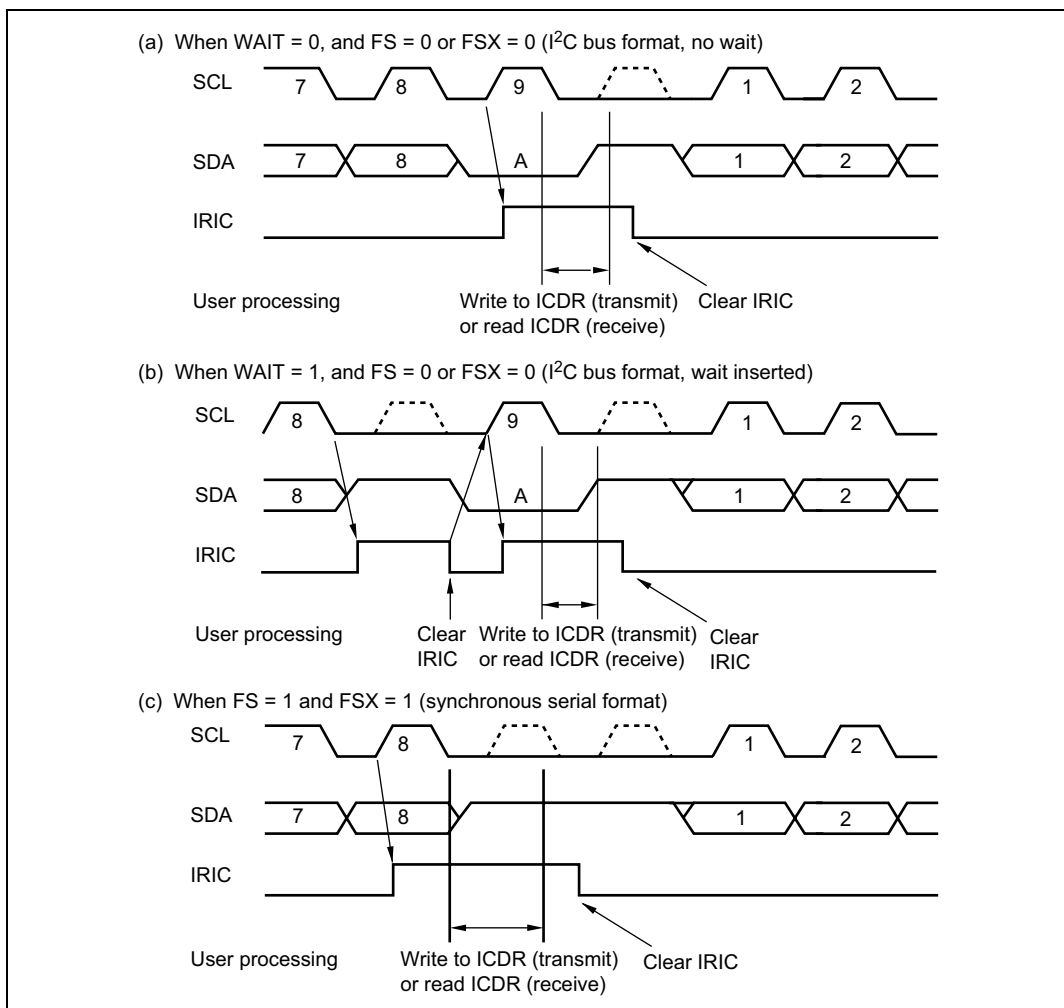 (a) When WAIT = 0, and FS = 0 or FSX = 0 (I²C bus format, no wait)
SCL 7 8 9 1 2
SDA 7 8 A 1 2
IRIC
User processing Write to ICDR (transmit) Clear IRIC
or read ICDR (receive)
(b) When WAIT = 1, and FS = 0 or FSX = 0 (I²C bus format, wait inserted)
SCL 8 9 1 2
SDA 8 A 1 2
IRIC
User processing Clear Write to ICDR (transmit) Clear
IRIC or read ICDR (receive) IRIC
(c) When FS = 1 and FSX = 1 (synchronous serial format)
SCL 7 8 1 2
SDA 7 8 1 2
IRIC
User processing Write to ICDR (transmit) Clear IRIC
or read ICDR (receive)